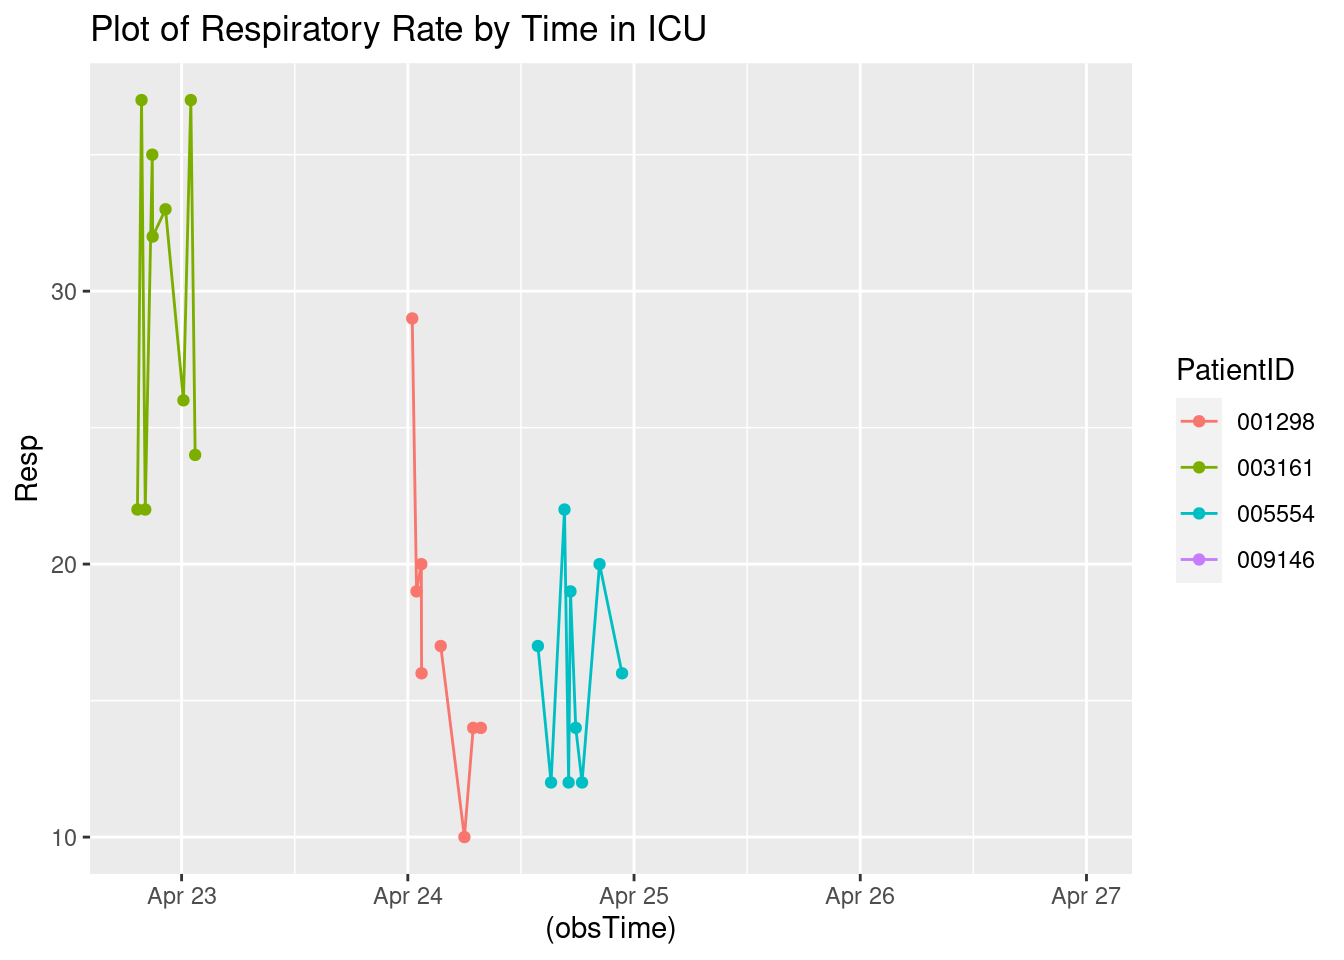 Plot of Respiratory Rate by Time in ICU
Resp
30
20
10
Apr 23 Apr 24 Apr 25 Apr 26 Apr 27
(obsTime)
PatientID
001298
003161
005554
009146